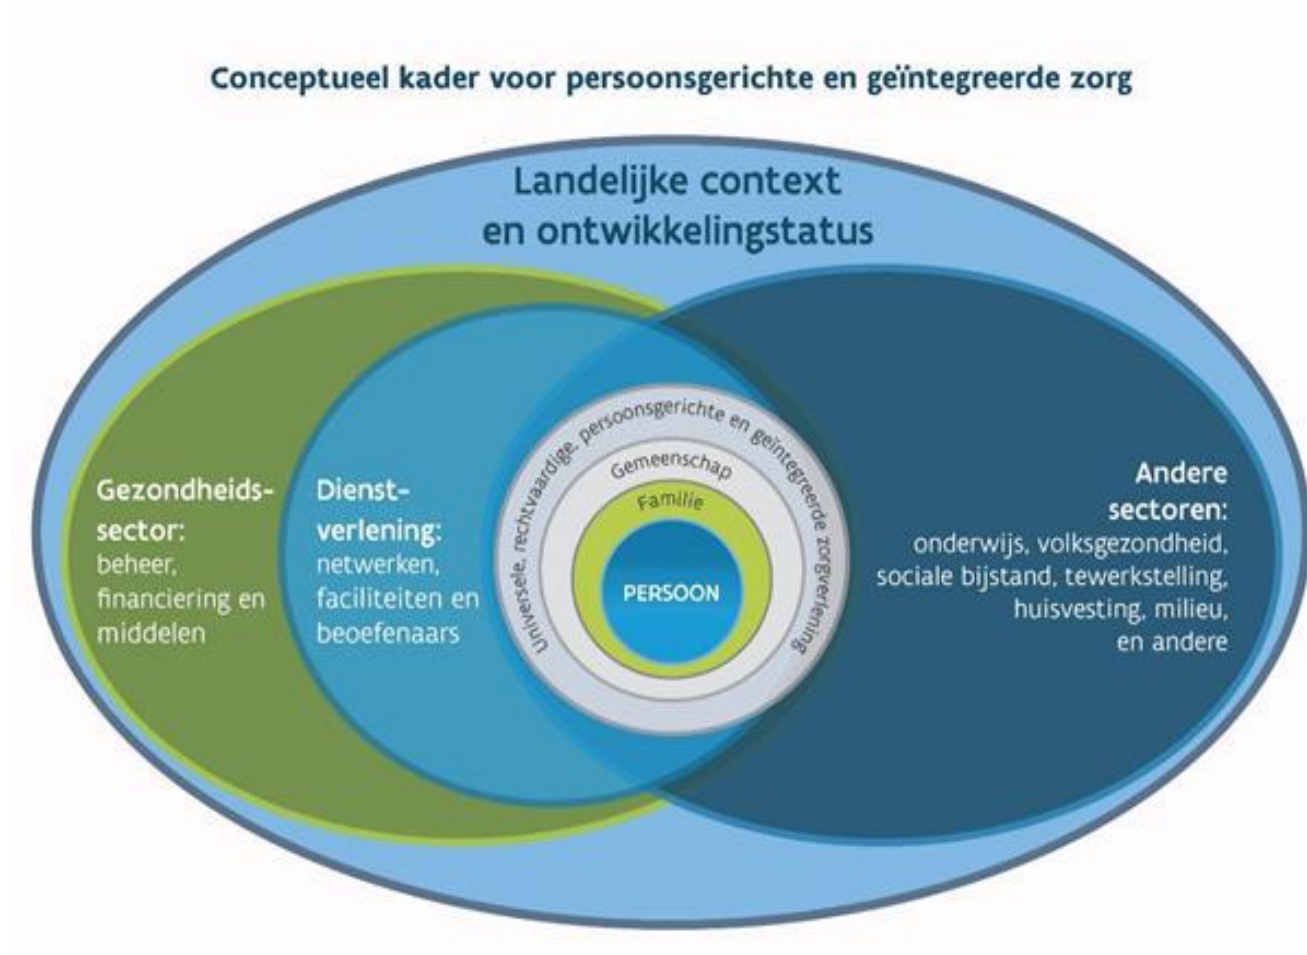 Conceptueel kader voor persoonsgerichte en geïntegreerde zorg
Landelijke context
en ontwikkelingstatus
Gezondheids-
sector:
beheer,
financiering en
middelen
Dienst-
verlening:
netwerken,
faciliteiten en
beoefenaars
Universele, rechtvaardige, persoonsgerichte en geïntegreerde zorgverlening
Gemeenschap
Familie
PERSOON
Andere
sectoren:
onderwijs, volksgezondheid,
sociale bijstand, tewerkstelling,
huisvesting, milieu,
en andere